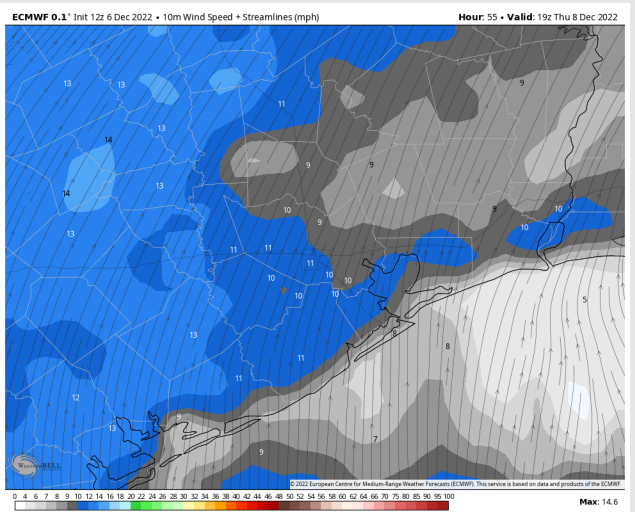 ECMWF 0.1° Init 12z 6 Dec 2022 • 10m Wind Speed + Streamlines (mph)
Hour: 55 • Valid: 19z Thu 8 Dec 2022
13 13 11 9
13
14
9 9
14 13
10 9 10
9 10
13
11 11
11
10 10 10
10 10
5
13 8
8
11
11
12
9
13
7
9
WeatherBELL
© 2022 European Centre for Medium-Range Weather Forecasts (ECMWF). This service is based on data and products of the ECMWF.
0 4 6 7 8 9 10 12 14 16 18 20 22 24 26 28 30 32 34 36 38 40 42 44 46 48 50 52 54 56 58 60 65 70 75 80 85 90 95 100
Max: 14.6